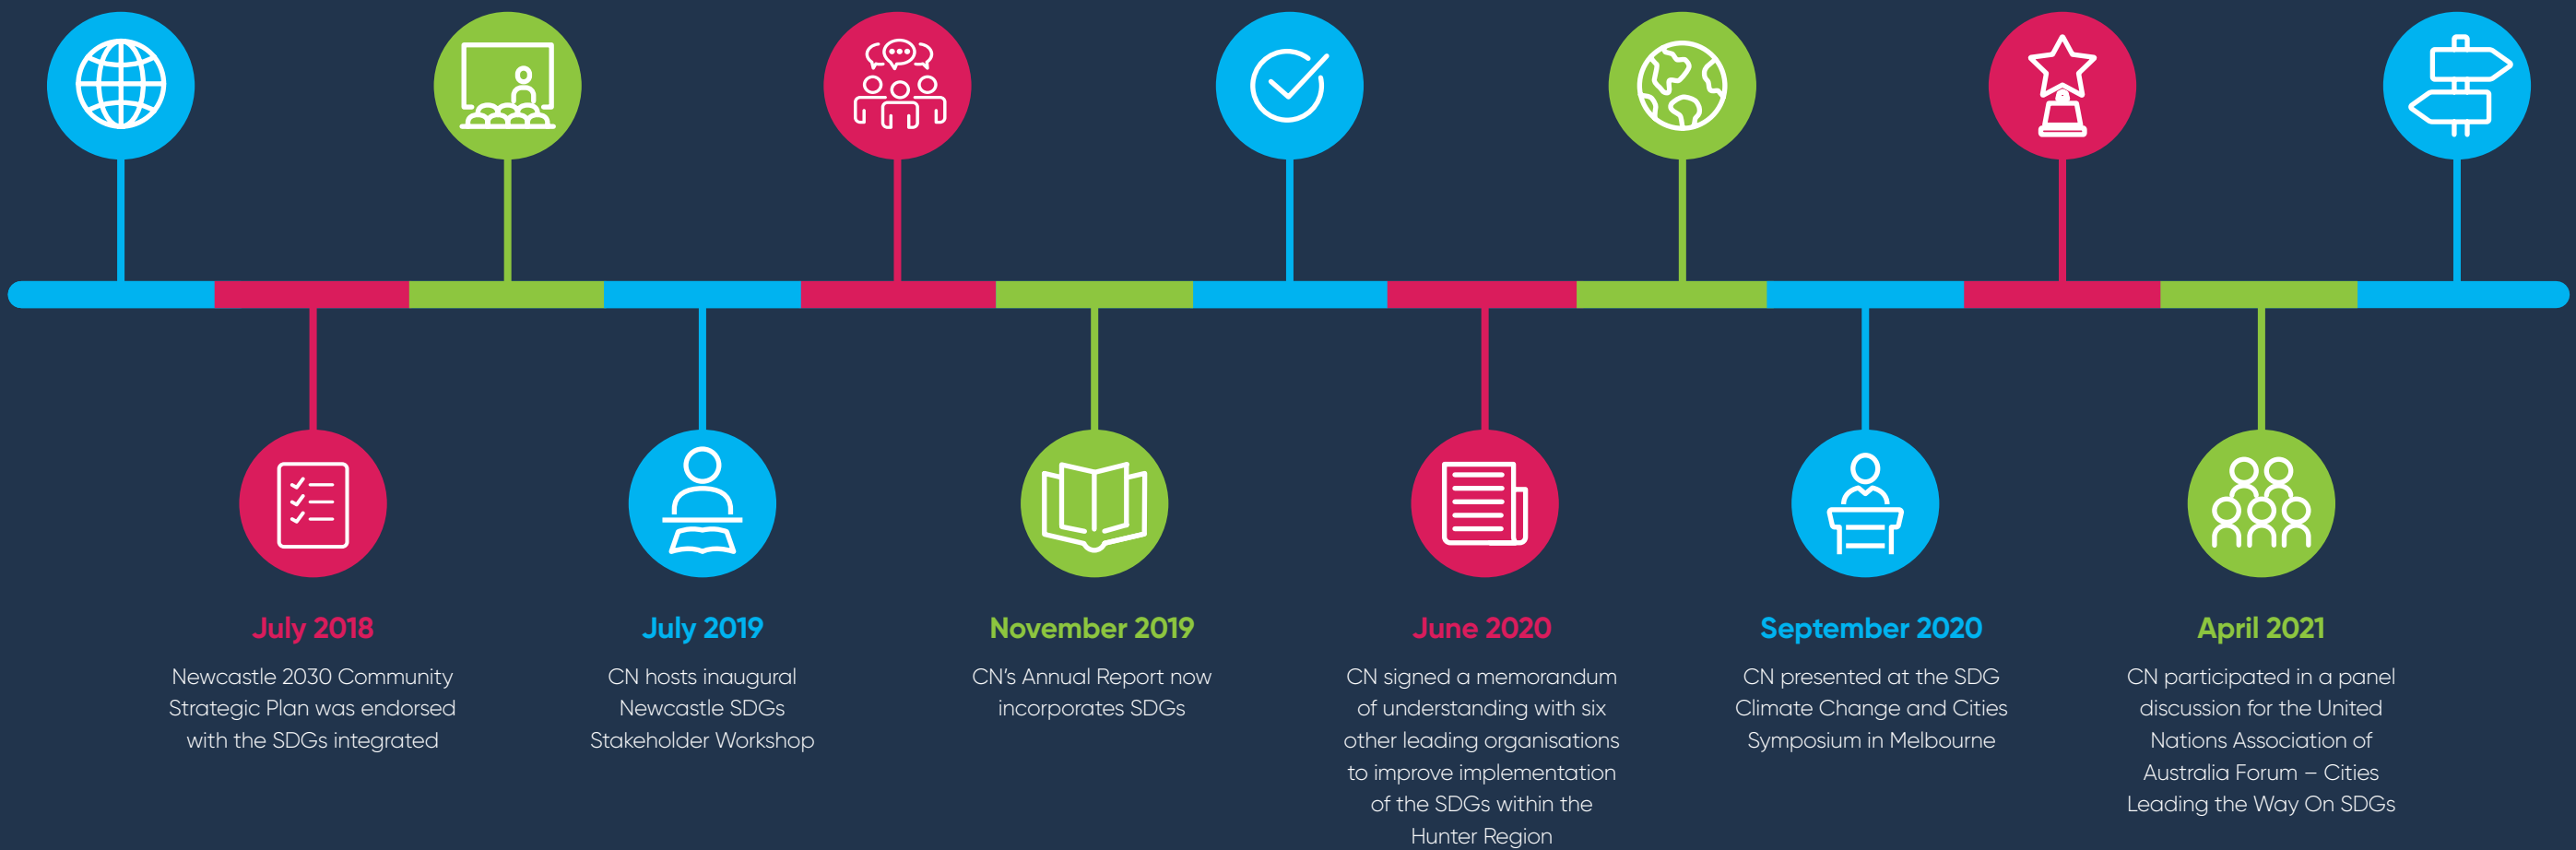 July 2018
Newcastle 2030 Community
Strategic Plan was endorsed
with the SDGs integrated
July 2019
CN hosts inaugural
Newcastle SDGs
Stakeholder Workshop
November 2019
CN's Annual Report now
incorporates SDGs
June 2020
CN signed a memorandum
of understanding with six
other leading organisations
to improve implementation
of the SDGs within the
Hunter Region
September 2020
CN presented at the SDG
Climate Change and Cities
Symposium in Melbourne
April 2021
CN participated in a panel
discussion for the United
Nations Association of
Australia Forum – Cities
Leading the Way On SDGs